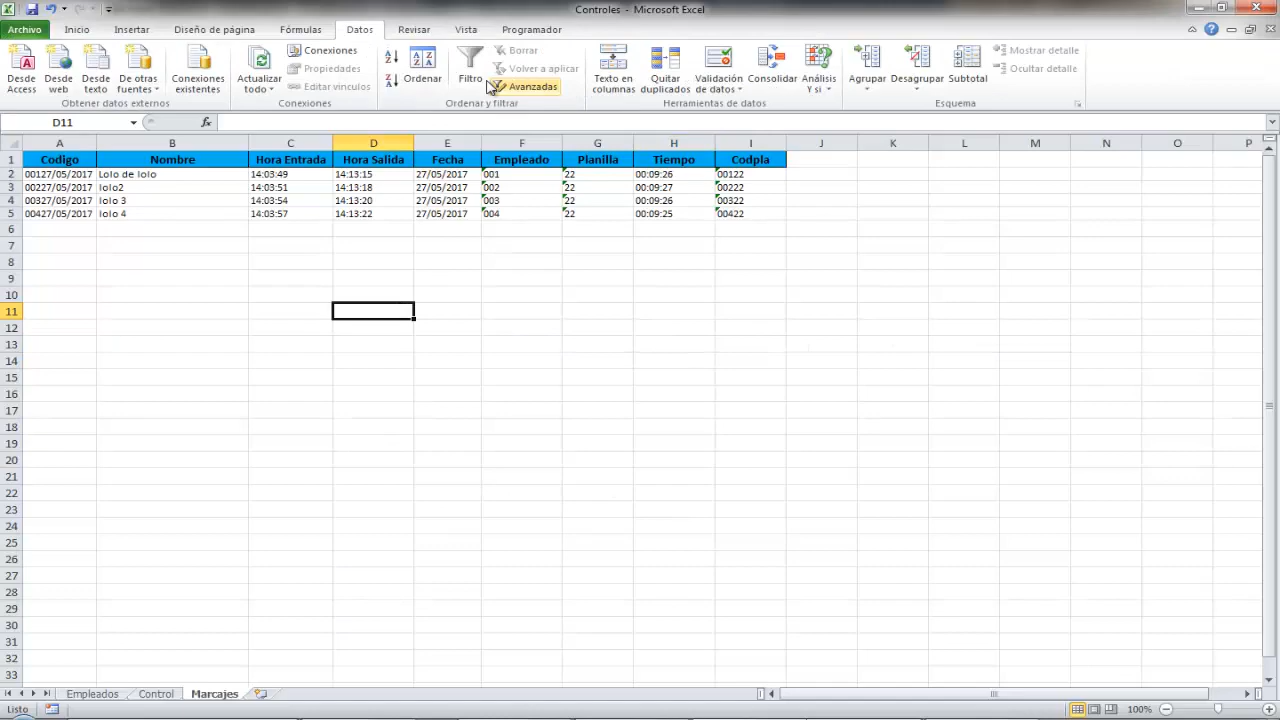 Controles - Microsoft Excel
Archivo Inicio Insertar Diseño de página Fórmulas Datos Revisar Vista Programador
Desde Access
Desde web
Desde texto
De otras fuentes
Conexiones existentes
Obtener datos externos
Actualizar todo
Conexiones
Propiedades
Editar vínculos
Conexiones
Ordenar
Filtro
Borrar
Volver a aplicar
Avanzadas
Ordenar y filtrar
Texto en columnas
Quitar duplicados
Validación de datos
Consolidar
Análisis Y si
Herramientas de datos
Agrupar
Desagrupar
Subtotal
Mostrar detalle
Ocultar detalle
Esquema
D11 fx
A B C D E F G H I J K L M N O P
1 Codigo Nombre Hora Entrada Hora Salida Fecha Empleado Planilla Tiempo Codpla
2 00127/05/2017 Lolo de lolo 14:03:49 14:13:15 27/05/2017 001 22 00:09:26 00122
3 00227/05/2017 lolo2 14:03:51 14:13:18 27/05/2017 002 22 00:09:27 00222
4 00327/05/2017 lolo 3 14:03:54 14:13:20 27/05/2017 003 22 00:09:26 00322
5 00427/05/2017 lolo 4 14:03:57 14:13:22 27/05/2017 004 22 00:09:25 00422
6
7
8
9
10
11
12
13
14
15
16
17
18
19
20
21
22
23
24
25
26
27
28
29
30
31
32
33
Empleados Control Marcajes
Listo 100%